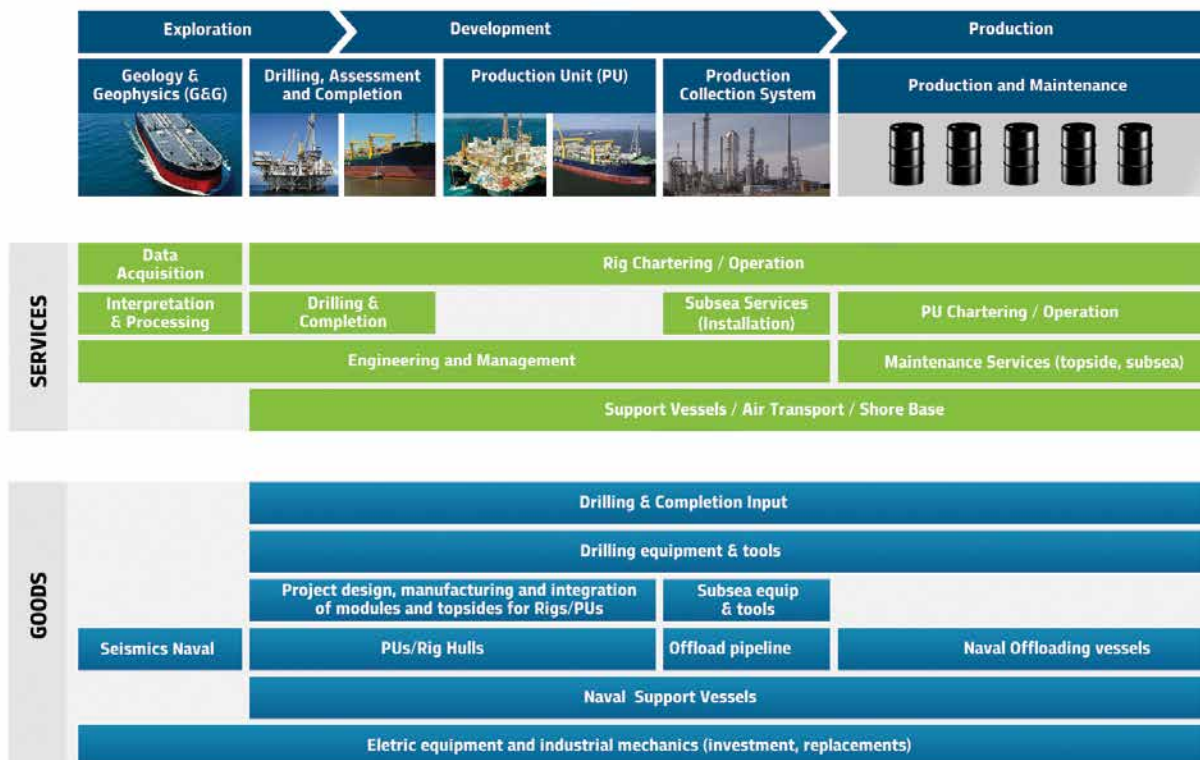 Exploration
Development
Production
Geology &
Geophysics (G&G)
Drilling, Assessment
and Completion
Production Unit (PU)
Production
Collection System
Production and Maintenance
SERVICES
Data
Acquisition
Rig Chartering / Operation
Interpretation
& Processing
Drilling &
Completion
Subsea Services
(Installation)
PU Chartering / Operation
Engineering and Management
Maintenance Services (topside, subsea)
Support Vessels / Air Transport / Shore Base
GOODS
Drilling & Completion Input
Drilling equipment & tools
Project design, manufacturing and integration
of modules and topsides for Rigs/PUs
Subsea equip
& tools
Seismics Naval
PUs/Rig Hulls
Offload pipeline
Naval Offloading vessels
Naval Support Vessels
Eletric equipment and industrial mechanics (investment, replacements)